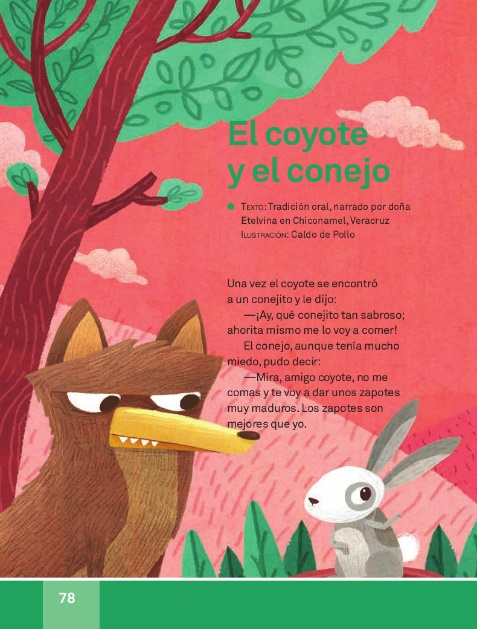 El coyote
y el conejo
Texto: Tradición oral, narrado por doña
Etelvina en Chiconamel, Veracruz
Ilustración: Caldo de Pollo
Una vez el coyote se encontró
a un conejito y le dijo:
—¡Ay, qué conejito tan sabroso;
ahorita mismo me lo voy a comer!
El conejo, aunque tenía mucho
miedo, pudo decir:
—Mira, amigo coyote, no me
comas y te voy a dar unos zapotes
muy maduros. Los zapotes son
mejores que yo.
78